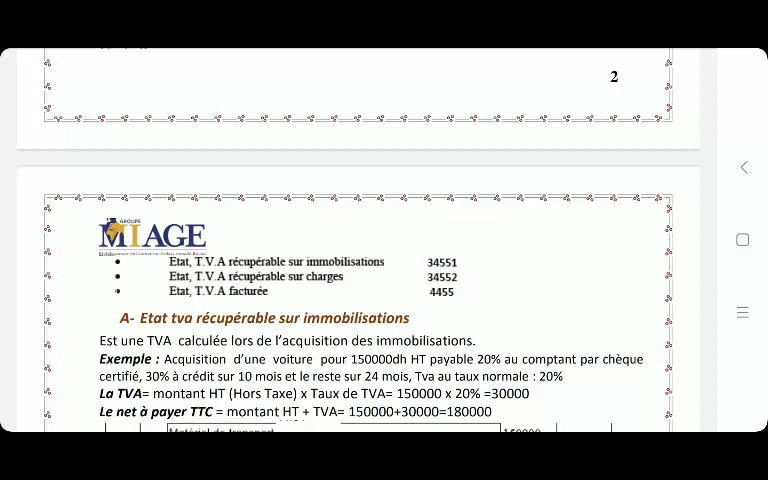 2
GROUPE
MIAGE
Etat, T.V.A récupérable sur immobilisations 34551
Etat, T.V.A récupérable sur charges 34552
Etat, T.V.A facturée 4455
A- Etat tva récupérable sur immobilisations
Est une TVA calculée lors de l'acquisition des immobilisations.
Exemple : Acquisition d'une voiture pour 150000dh HT payable 20% au comptant par chèque
certifié, 30% à crédit sur 10 mois et le reste sur 24 mois, Tva au taux normale : 20%
La TVA= montant HT (Hors Taxe) x Taux de TVA= 150000 x 20% =30000
Le net à payer TTC = montant HT + TVA= 150000+30000=180000
Matériel de transport 150000